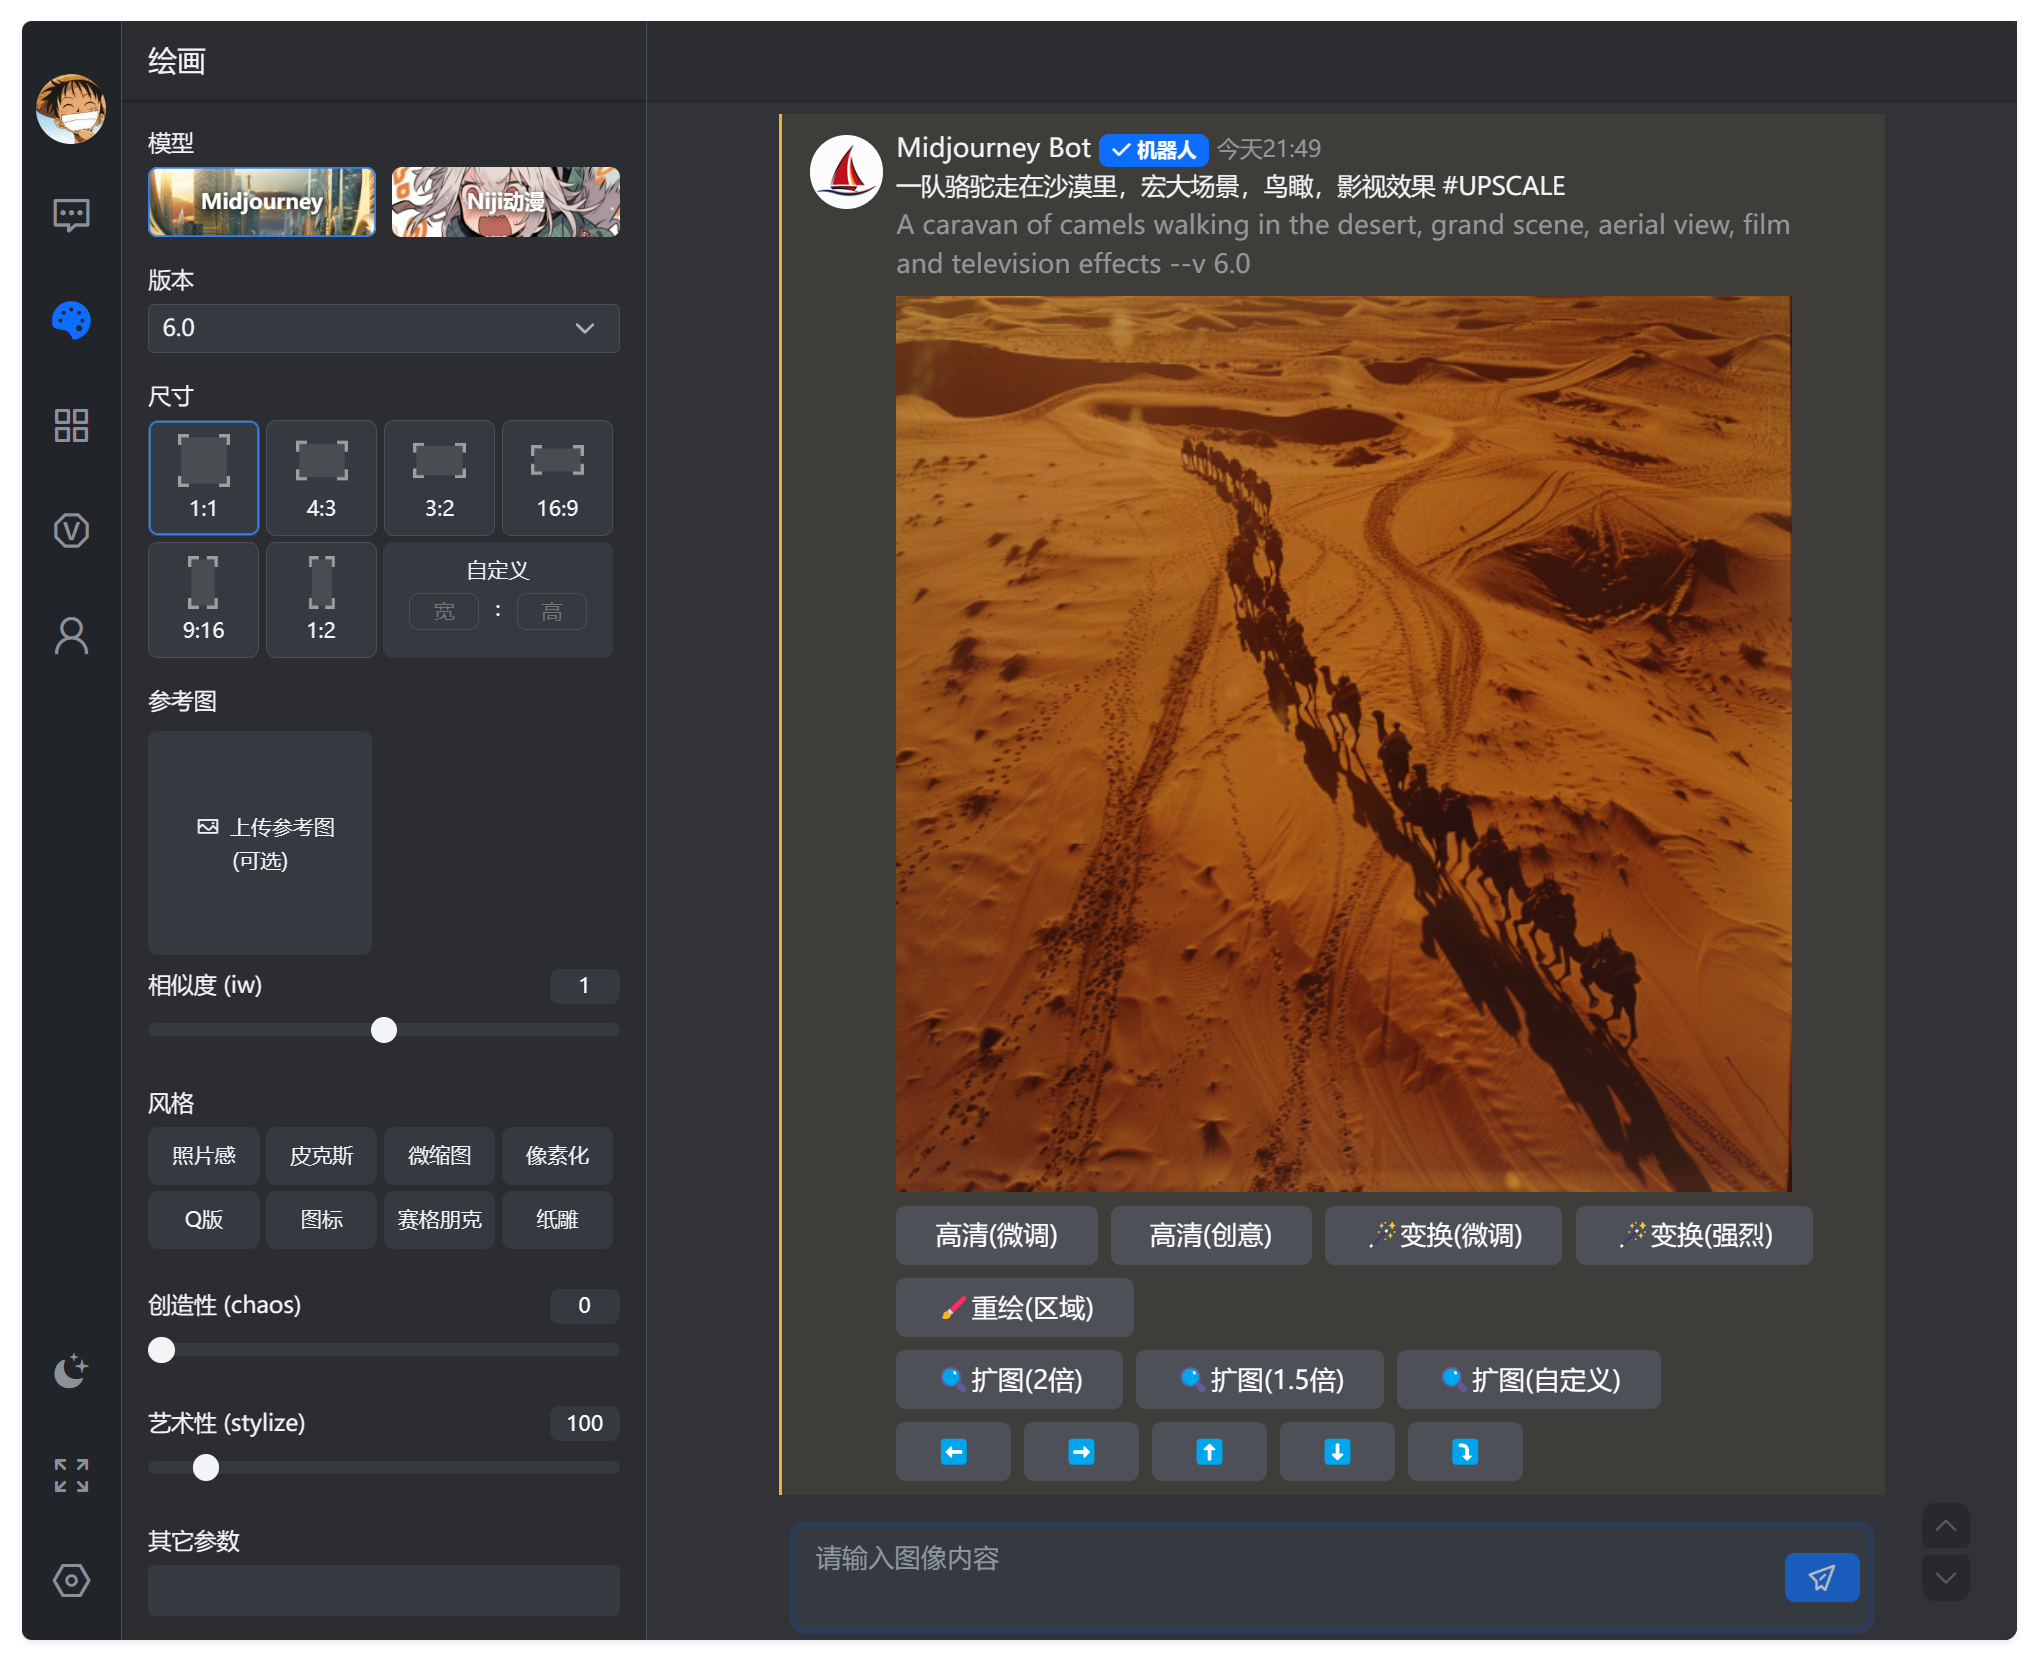 绘画
模型
Midjourney
Niji动漫
版本
6.0
尺寸
1:1
4:3
3:2
16:9
9:16
1:2
自定义
宽 : 高
参考图
上传参考图
(可选)
相似度 (iw)
1
风格
照片感
皮克斯
微缩图
像素化
Q版
图标
赛格朋克
纸雕
创造性 (chaos)
0
艺术性 (stylize)
100
其它参数
Midjourney Bot 机器人 今天21:49
一队骆驼走在沙漠里，宏大场景，鸟瞰，影视效果 #UPSCALE
A caravan of camels walking in the desert, grand scene, aerial view, film
and television effects --v 6.0
高清(微调)
高清(创意)
变换(微调)
变换(强烈)
重绘(区域)
扩图(2倍)
扩图(1.5倍)
扩图(自定义)
请输入图像内容